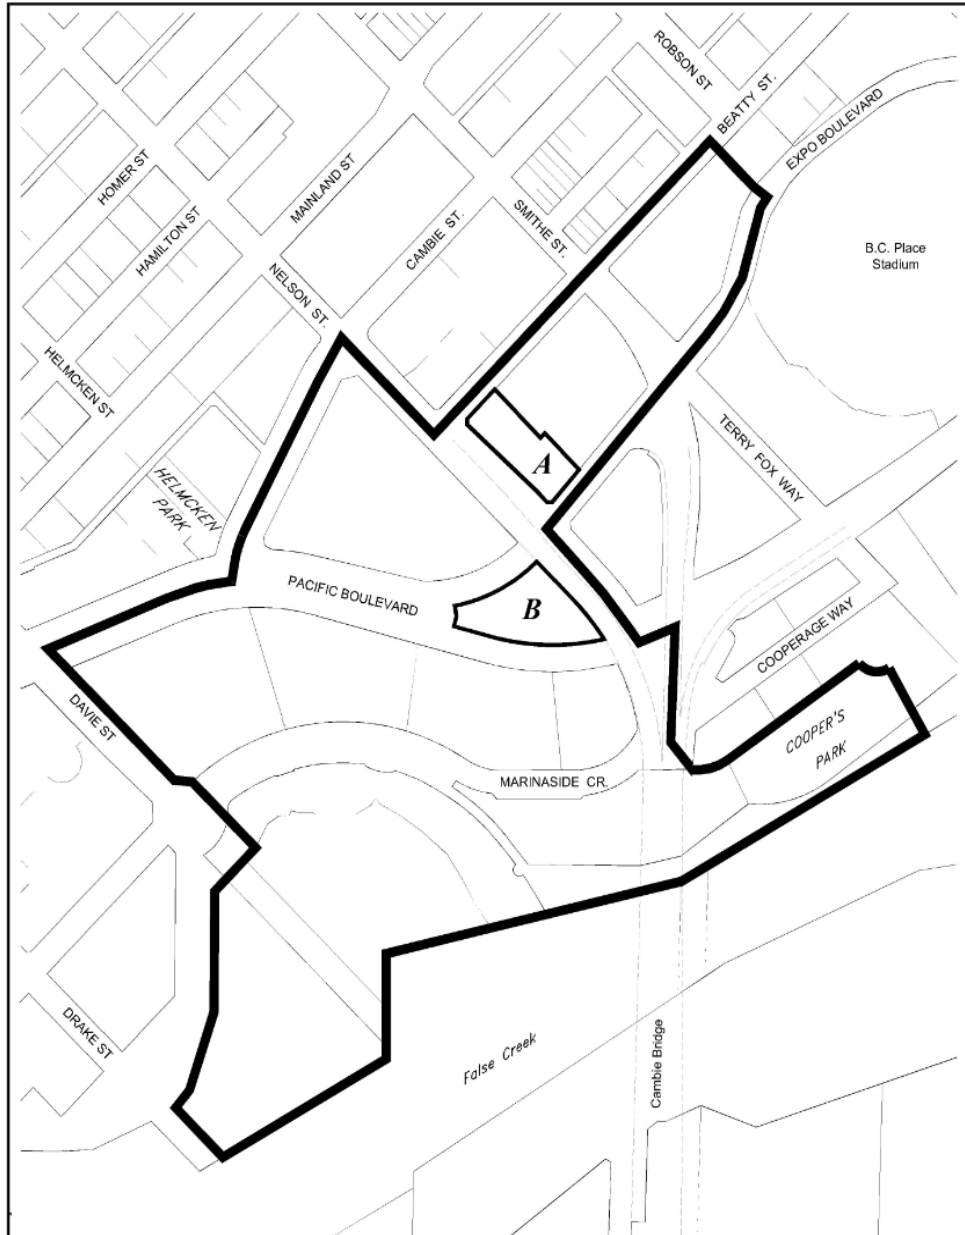 ROBSON ST
BEATTY ST.
EXPO BOULEVARD
HOMER ST
MAINLAND ST
HAMILTON ST
CAMBIE ST.
SMITHE ST.
B.C. Place
Stadium
NELSON ST.
HELMCKEN ST
HELMCKEN
PARK
A
TERRY FOX WAY
PACIFIC BOULEVARD
B
COOPERAGE WAY
DAVIE ST
COOPER'S
PARK
MARINASIDE CR.
DRAKE ST
False Creek
Cambie Bridge